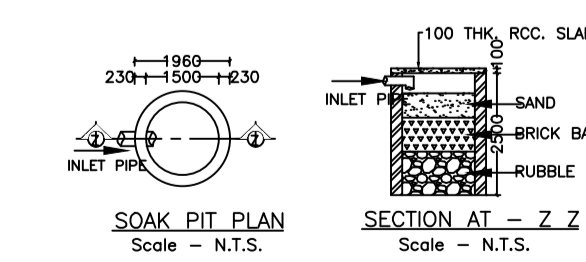 1960
230 1500 230
Z Z
INLET PIPE
SOAK PIT PLAN
Scale - N.T.S.
100 THK. RCC. SLA
100
INLET PIPE
SAND
BRICK BA
2500
RUBBLE
SECTION AT - Z Z
Scale - N.T.S.